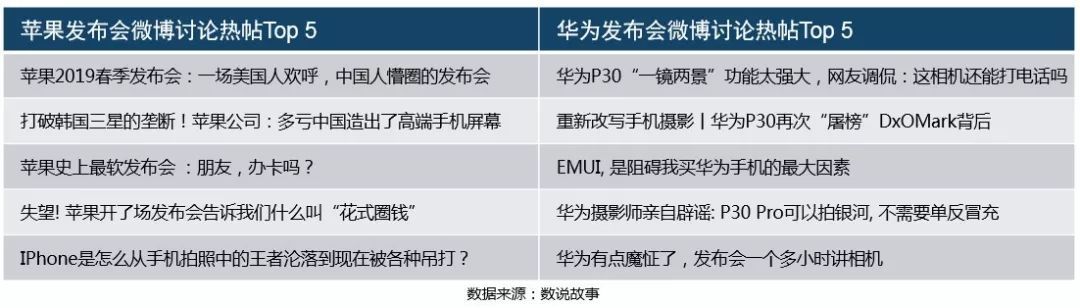 苹果发布会微博讨论热帖Top 5
华为发布会微博讨论热帖Top 5
苹果2019春季发布会：一场美国人欢呼，中国人懵圈的发布会
华为P30“一镜两景”功能太强大，网友调侃：这相机还能打电话吗
打破韩国三星的垄断！苹果公司：多亏中国造出了高端手机屏幕
重新改写手机摄影丨华为P30再次“屠榜”DxOMark背后
苹果史上最软发布会 ：朋友，办卡吗？
EMUI, 是阻碍我买华为手机的最大因素
失望! 苹果开了场发布会告诉我们什么叫“花式圈钱”
华为摄影师亲自辟谣: P30 Pro可以拍银河, 不需要单反冒充
IPhone是怎么从手机拍照中的王者沦落到现在被各种吊打？
华为有点魔怔了，发布会一个多小时讲相机
数据来源：数说故事